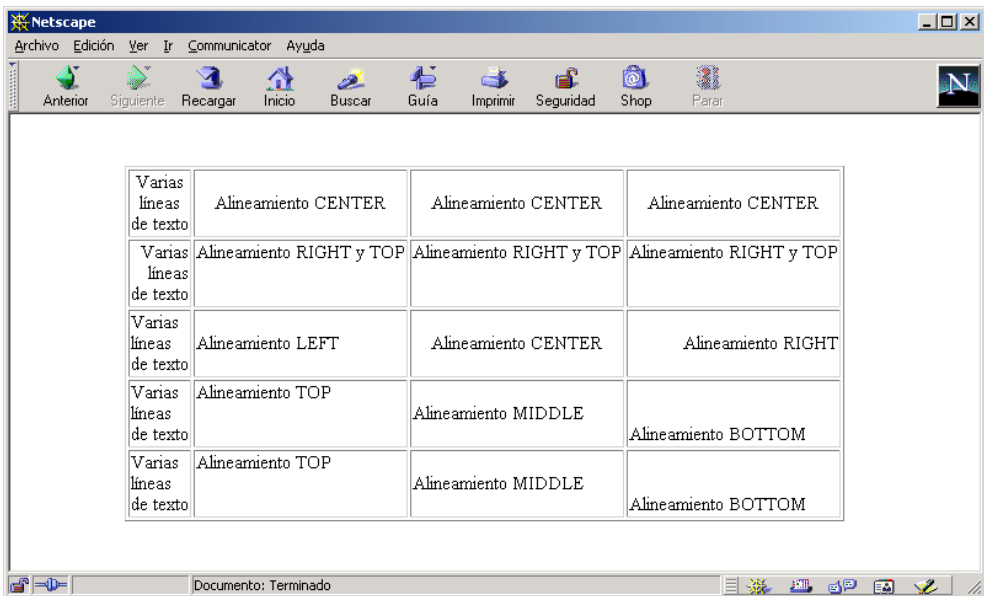 Netscape
Archivo Edición Ver Ir Communicator Ayuda
Anterior Siguiente Recargar Inicio Buscar Guía Imprimir Seguridad Shop Parar
N
Varias
líneas
de texto
Alineamiento CENTER
Alineamiento CENTER
Alineamiento CENTER
Varias
líneas
de texto
Alineamiento RIGHT y TOP
Alineamiento RIGHT y TOP
Alineamiento RIGHT y TOP
Varias
líneas
de texto
Alineamiento LEFT
Alineamiento CENTER
Alineamiento RIGHT
Varias
líneas
de texto
Alineamiento TOP
Alineamiento MIDDLE
Alineamiento BOTTOM
Varias
líneas
de texto
Alineamiento TOP
Alineamiento MIDDLE
Alineamiento BOTTOM
Documento: Terminado